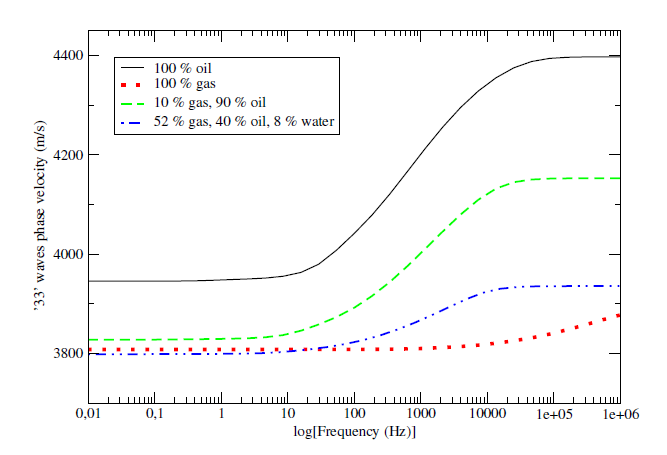 4400
4200
4000
3800
'33' waves phase velocity (m/s)
100 % oil
100 % gas
10 % gas, 90 % oil
52 % gas, 40 % oil, 8 % water
0,01 0,1 1 10 100 1000 10000 1e+05 1e+06
log[Frequency (Hz)]